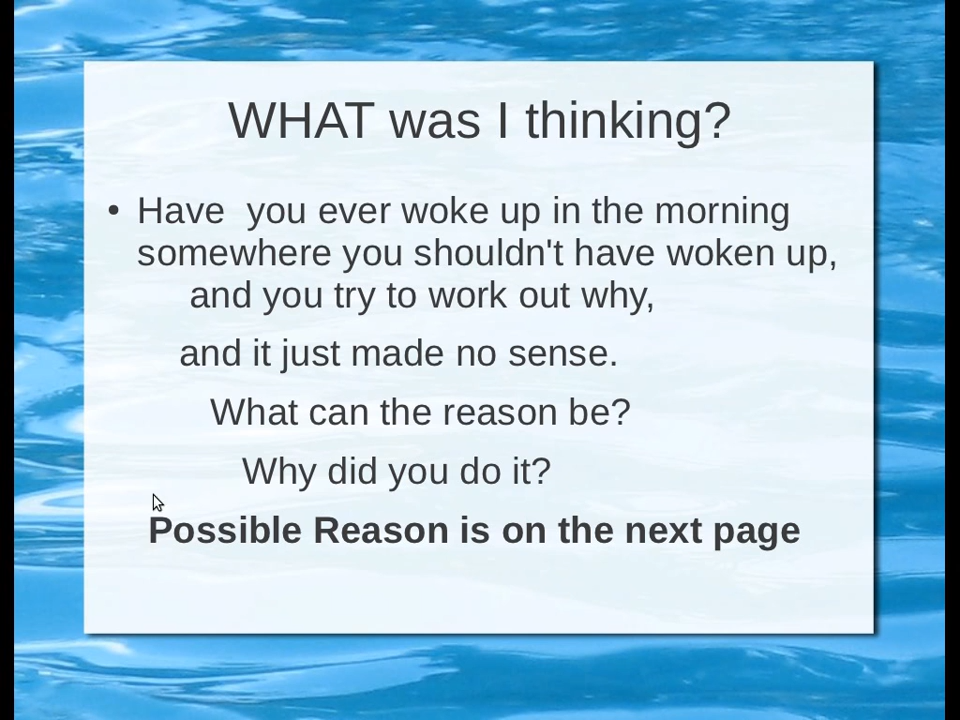 WHAT was I thinking?
• Have  you ever woke up in the morning
somewhere you shouldn't have woken up,
and you try to work out why,
and it just made no sense.
What can the reason be?
Why did you do it?
Possible Reason is on the next page